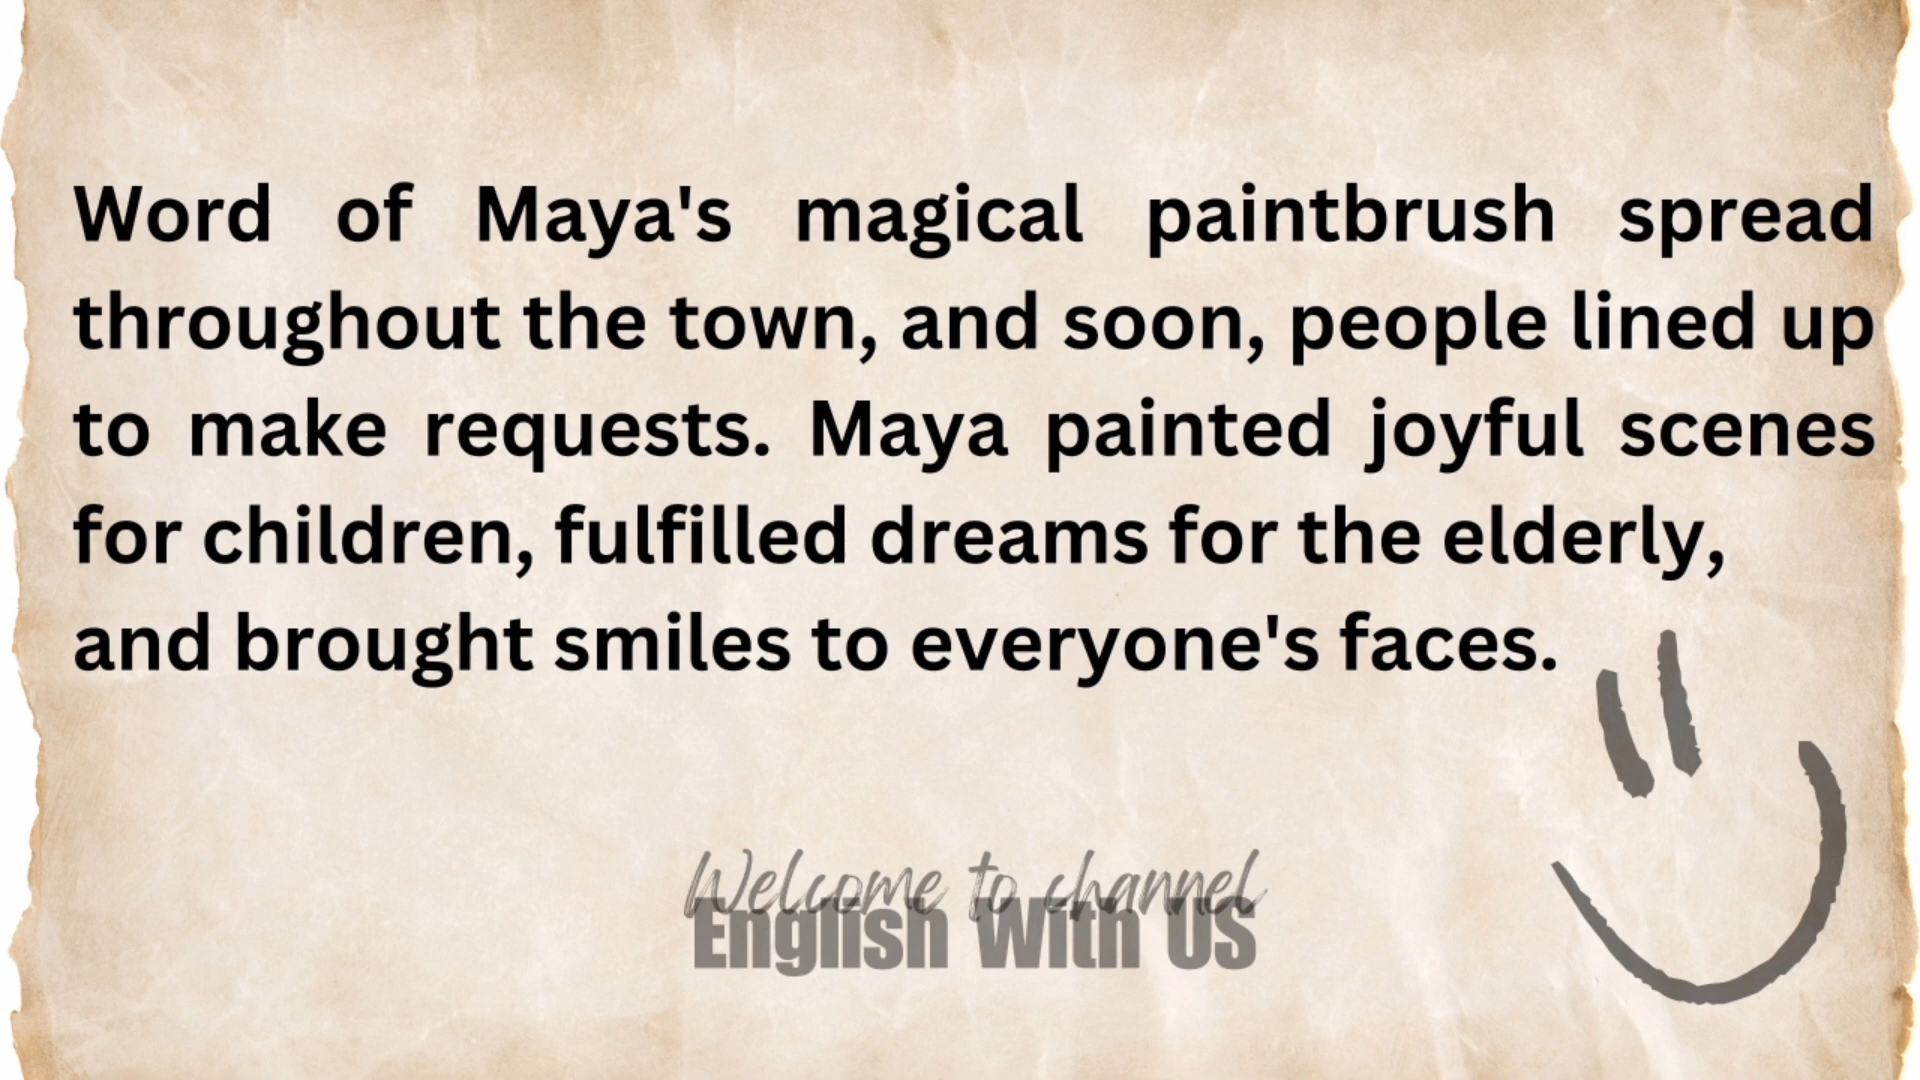 Word of Maya's magical paintbrush spread
throughout the town, and soon, people lined up
to make requests. Maya painted joyful scenes
for children, fulfilled dreams for the elderly,
and brought smiles to everyone's faces.
Welcome to channel
English With US